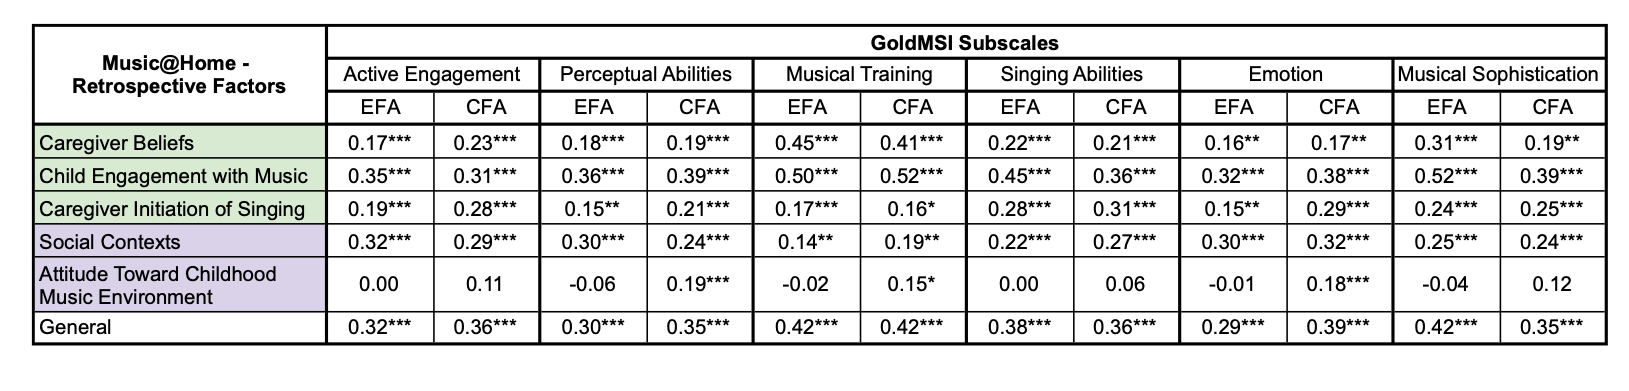 Music@Home -
Retrospective Factors
GoldMSI Subscales
Active Engagement Perceptual Abilities Musical Training Singing Abilities Emotion Musical Sophistication
EFA CFA EFA CFA EFA CFA EFA CFA EFA CFA EFA CFA
Caregiver Beliefs 0.17*** 0.23*** 0.18*** 0.19*** 0.45*** 0.41*** 0.22*** 0.21*** 0.16** 0.17** 0.31*** 0.19**
Child Engagement with Music 0.35*** 0.31*** 0.36*** 0.39*** 0.50*** 0.52*** 0.45*** 0.36*** 0.32*** 0.38*** 0.52*** 0.39***
Caregiver Initiation of Singing 0.19*** 0.28*** 0.15** 0.21*** 0.17*** 0.16* 0.28*** 0.31*** 0.15** 0.29*** 0.24*** 0.25***
Social Contexts 0.32*** 0.29*** 0.30*** 0.24*** 0.14** 0.19** 0.22*** 0.27*** 0.30*** 0.32*** 0.25*** 0.24***
Attitude Toward Childhood
Music Environment 0.00 0.11 -0.06 0.19*** -0.02 0.15* 0.00 0.06 -0.01 0.18*** -0.04 0.12
General 0.32*** 0.36*** 0.30*** 0.35*** 0.42*** 0.42*** 0.38*** 0.36*** 0.29*** 0.39*** 0.42*** 0.35***